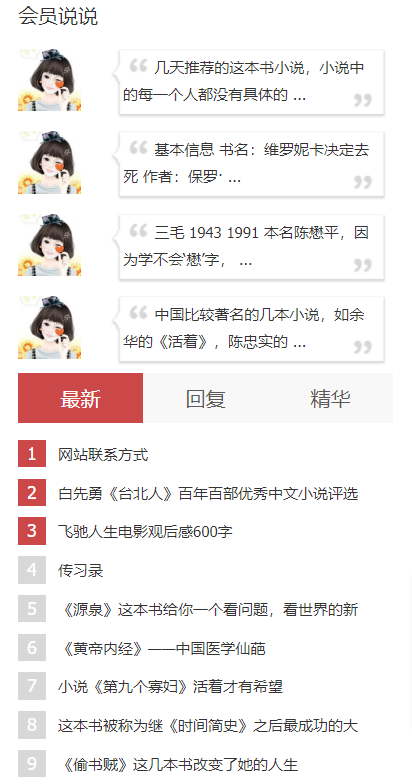 会员说说
几天推荐的这本书小说，小说中
的每一个人都没有具体的 ...
基本信息 书名：维罗妮卡决定去
死 作者：保罗· ...
三毛 1943 1991 本名陈懋平，因
为学不会‘懋’字， ...
中国比较著名的几本小说，如余
华的《活着》，陈忠实的 ...
最新 回复 精华
1 网站联系方式
2 白先勇《台北人》百年百部优秀中文小说评选
3 飞驰人生电影观后感600字
4 传习录
5 《源泉》这本书给你一个看问题，看世界的新
6 《黄帝内经》——中国医学仙葩
7 小说《第九个寡妇》活着才有希望
8 这本书被称为继《时间简史》之后最成功的大
9 《偷书贼》这几本书改变了她的人生